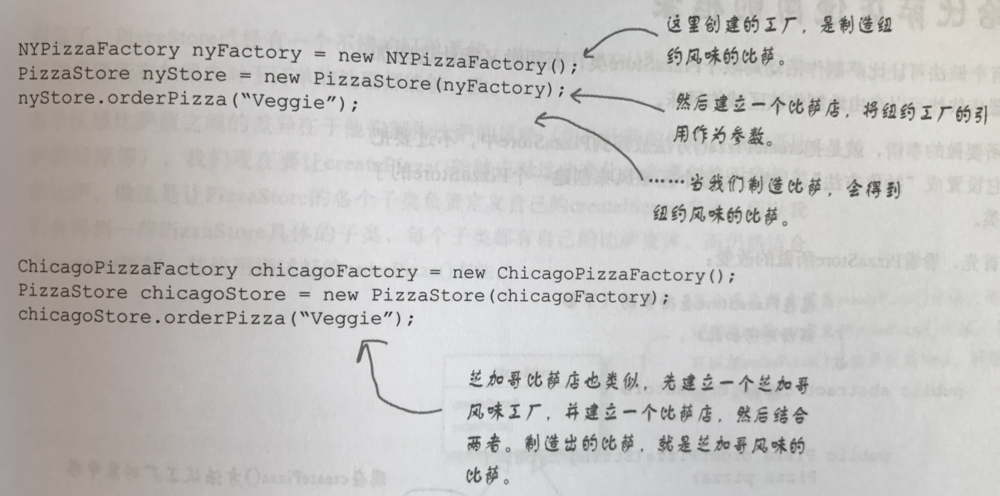 NYPizzaFactory nyFactory = new NYPizzaFactory();
PizzaStore nyStore = new PizzaStore(nyFactory);
nyStore.orderPizza(“Veggie”);
这里创建的工厂，是制造纽
约风味的比萨。
然后建立一个比萨店，将纽约工厂的引
用作为参数。
……当我们制造比萨，会得到
纽约风味的比萨。
ChicagoPizzaFactory chicagoFactory = new ChicagoPizzaFactory();
PizzaStore chicagoStore = new PizzaStore(chicagoFactory);
chicagoStore.orderPizza(“Veggie”);
芝加哥比萨店也类似，先建立一个芝加哥
风味工厂，并建立一个比萨店，然后结合
两者。制造出的比萨，就是芝加哥风味的
比萨。